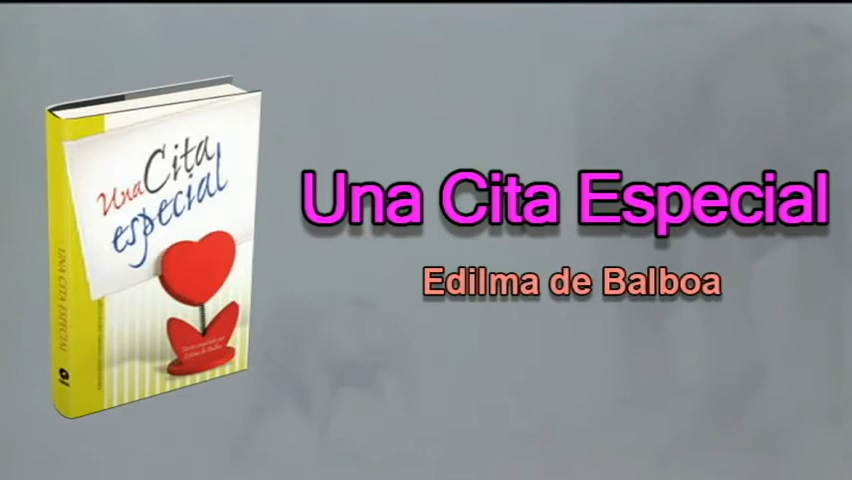 Una Cita
especial
UNA CITA ESPECIAL
Una Cita Especial
Edilma de Balboa